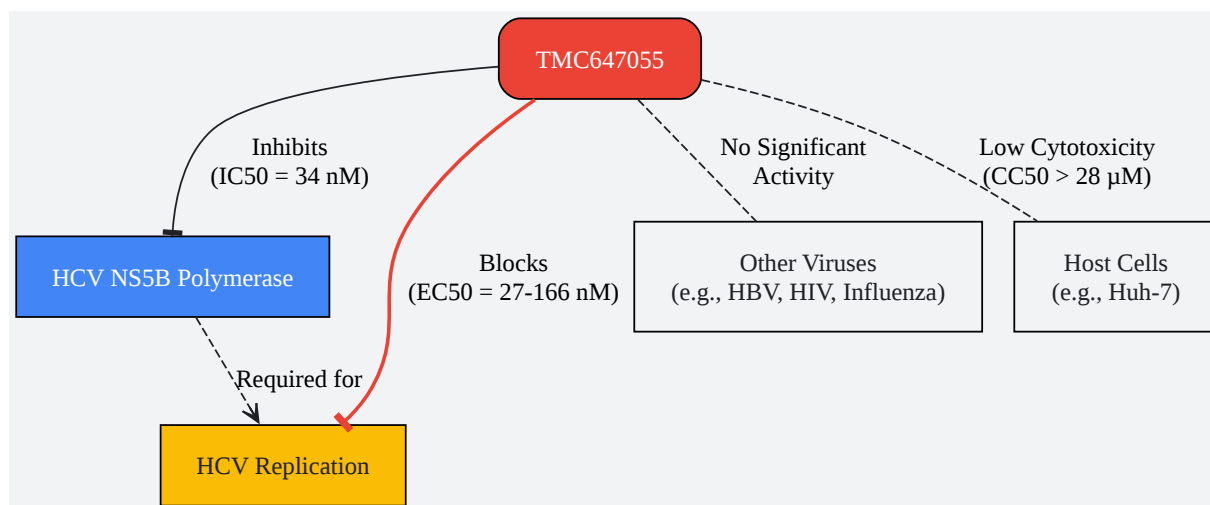 TMC647055
Inhibits
(IC50 = 34 nM)
No Significant
Activity
Low Cytotoxicity
(CC50 > 28 µM)
HCV NS5B Polymerase
Blocks
(EC50 = 27-166 nM)
Other Viruses
(e.g., HBV, HIV, Influenza)
Host Cells
(e.g., Huh-7)
Required for
HCV Replication